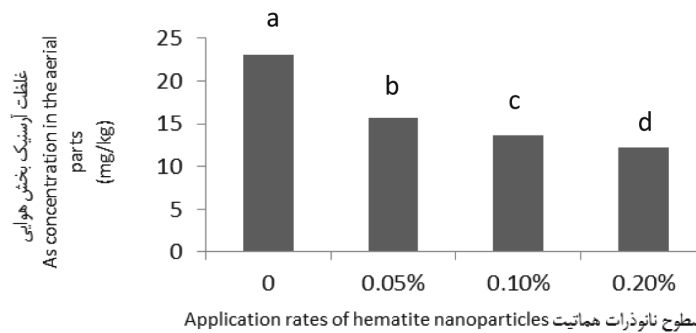 غلظت آرسنیک بخش هوایی
As concentration in the aerial
parts
(mg/kg)
25
20
15
10
5
0
a
b
c
d
0 0.05% 0.10% 0.20%
Application rates of hematite nanoparticles سطوح نانوذرات هماتیت